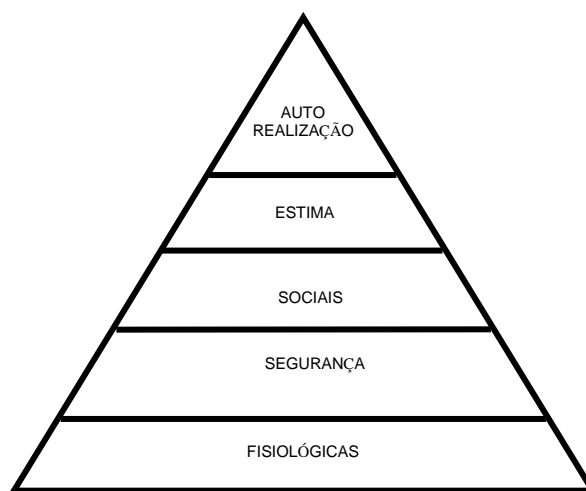 AUTO
REALIZAÇÃO
ESTIMA
SOCIAIS
SEGURANÇA
FISIOLÓGICAS